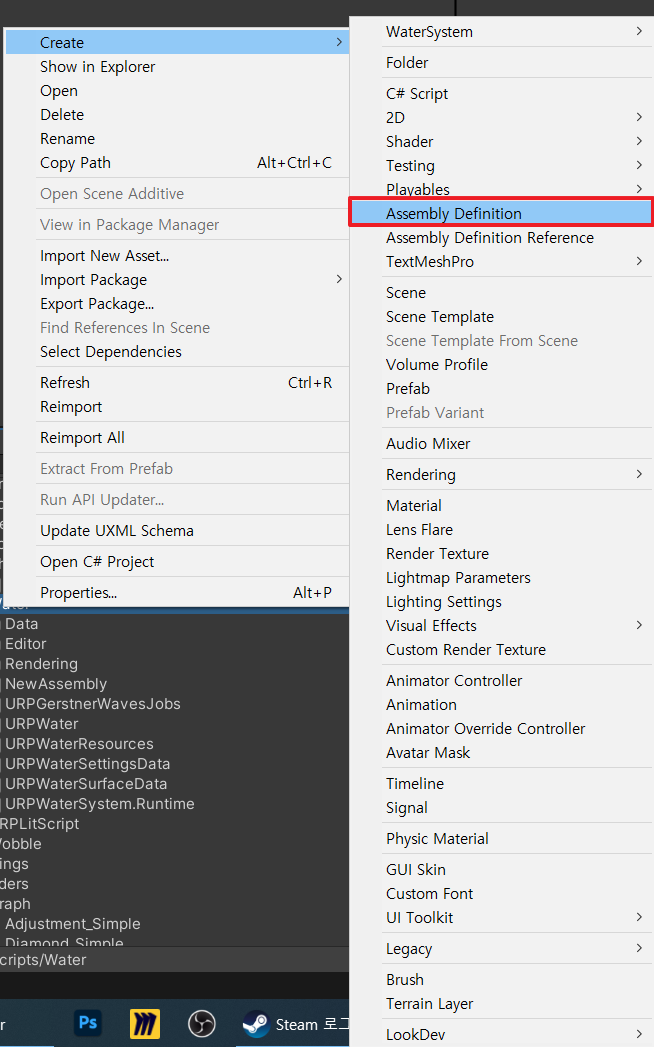 Create
Show in Explorer
Open
Delete
Rename
Copy Path Alt+Ctrl+C
Open Scene Additive
View in Package Manager
Import New Asset...
Import Package
Export Package...
Find References In Scene
Select Dependencies
Refresh Ctrl+R
Reimport
Reimport All
Extract From Prefab
Run API Updater...
Update UXML Schema
Open C# Project
Properties... Alt+P
WaterSystem
Folder
C# Script
2D
Shader
Testing
Playables
Assembly Definition
Assembly Definition Reference
TextMeshPro
Scene
Scene Template
Scene Template From Scene
Volume Profile
Prefab
Prefab Variant
Audio Mixer
Rendering
Material
Lens Flare
Render Texture
Lightmap Parameters
Lighting Settings
Visual Effects
Custom Render Texture
Animator Controller
Animation
Animator Override Controller
Avatar Mask
Timeline
Signal
Physic Material
GUI Skin
Custom Font
UI Toolkit
Legacy
Brush
Terrain Layer
LookDev
Data
Editor
Rendering
NewAssembly
URPGerstnerWavesJobs
URPWater
URPWaterResources
URPWaterSettingsData
URPWaterSurfaceData
URPWaterSystem.Runtime
RPLitScript
obble
ings
ders
raph
Adjustment_Simple
Diamond_Simple
cripts/Water
r
Ps
Steam 로그